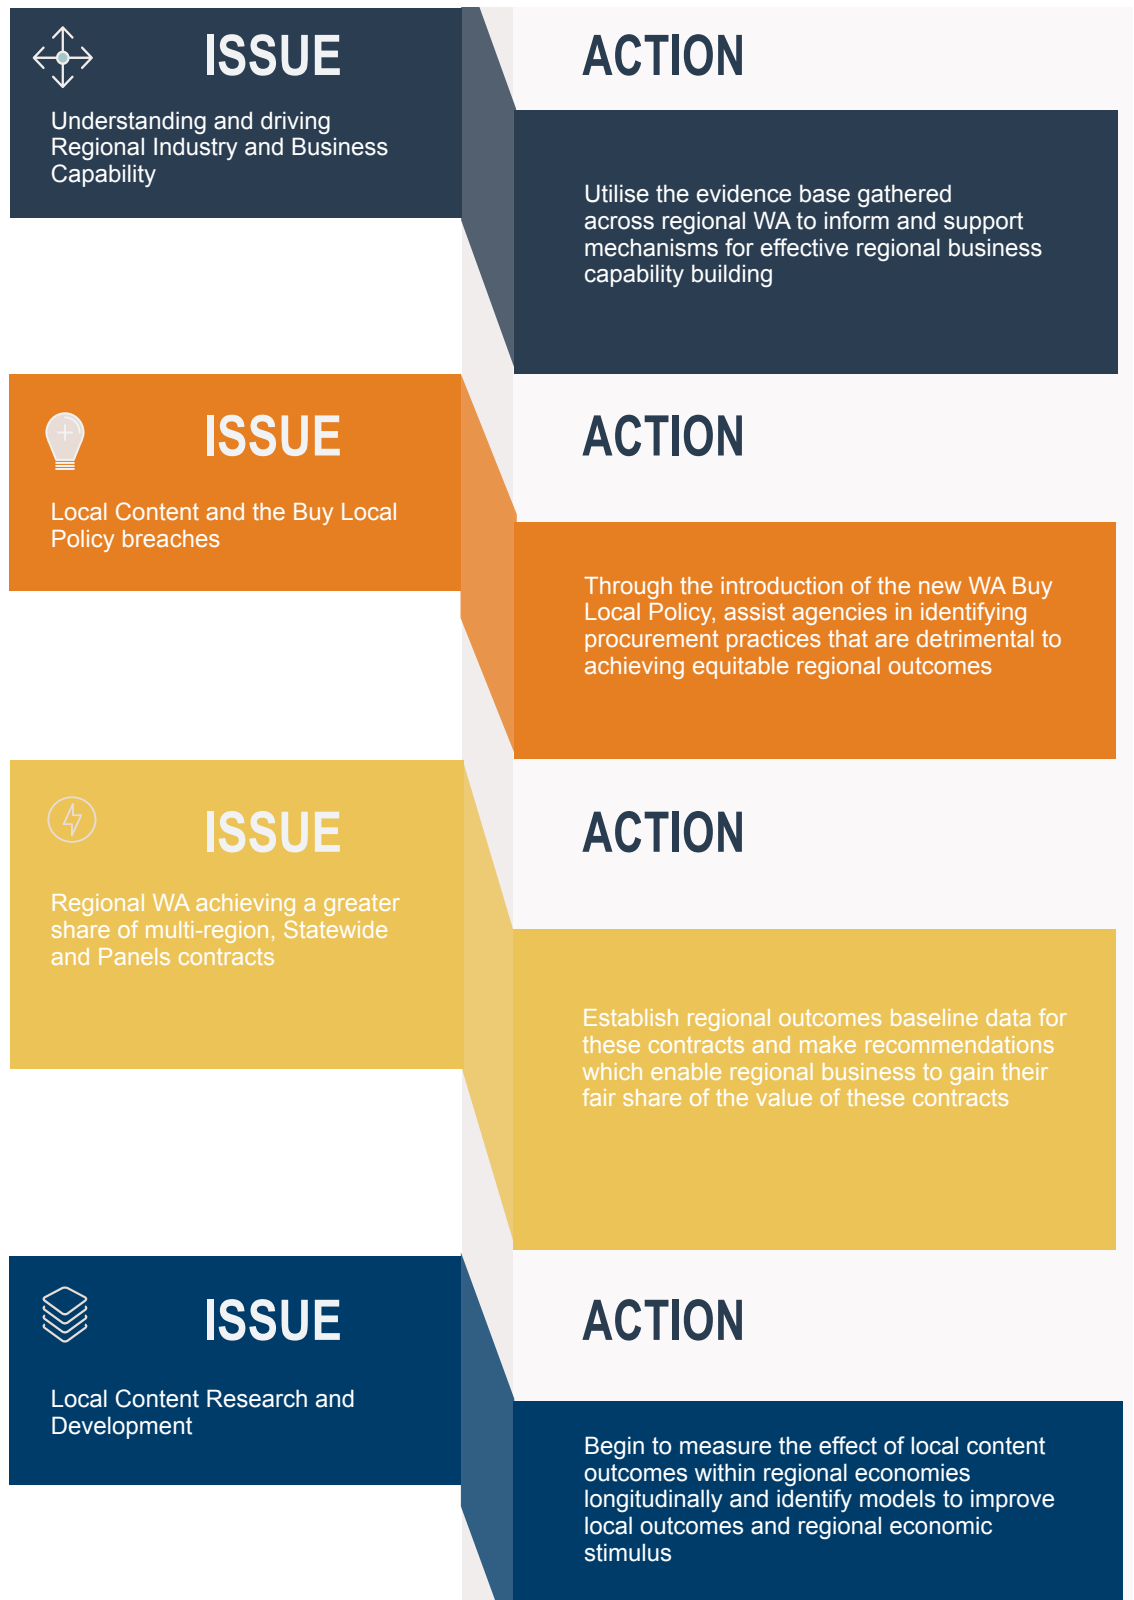 ISSUE
Understanding and driving
Regional Industry and Business
Capability
ACTION
Utilise the evidence base gathered
across regional WA to inform and support
mechanisms for effective regional business
capability building
ISSUE
Local Content and the Buy Local
Policy breaches
ACTION
Through the introduction of the new WA Buy
Local Policy, assist agencies in identifying
procurement practices that are detrimental to
achieving equitable regional outcomes
ISSUE
Regional WA achieving a greater
share of multi-region, Statewide
and Panels contracts
ACTION
Establish regional outcomes baseline data for
these contracts and make recommendations
which enable regional business to gain their
fair share of the value of these contracts
ISSUE
Local Content Research and
Development
ACTION
Begin to measure the effect of local content
outcomes within regional economies
longitudinally and identify models to improve
local outcomes and regional economic
stimulus